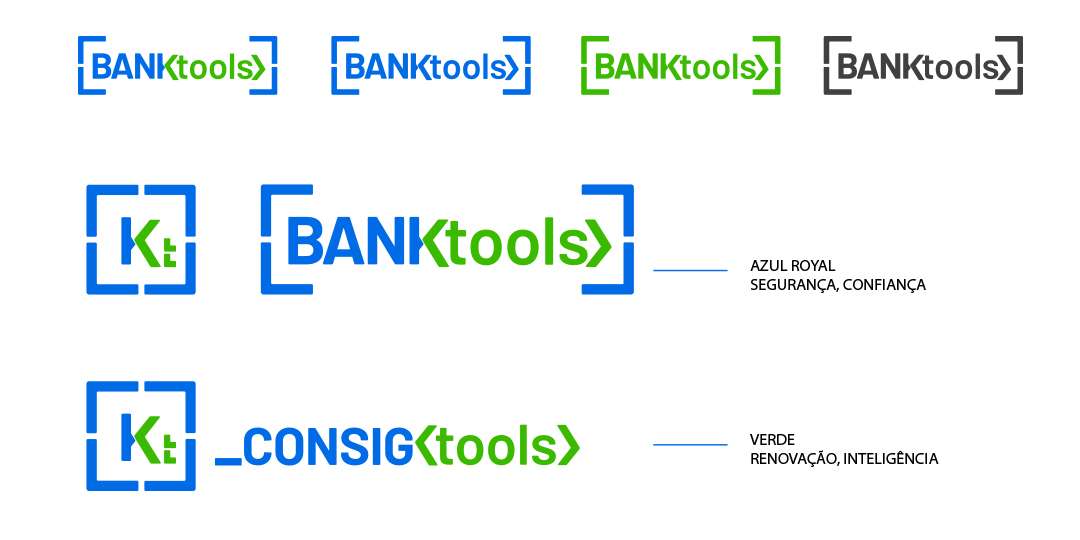 BANKtools
BANKtools
BANKtools
BANKtools
Kt
BANKtools
AZUL ROYAL
SEGURANÇA, CONFIANÇA
Kt
_CONSIG<tools>
VERDE
RENOVAÇÃO, INTELIGÊNCIA